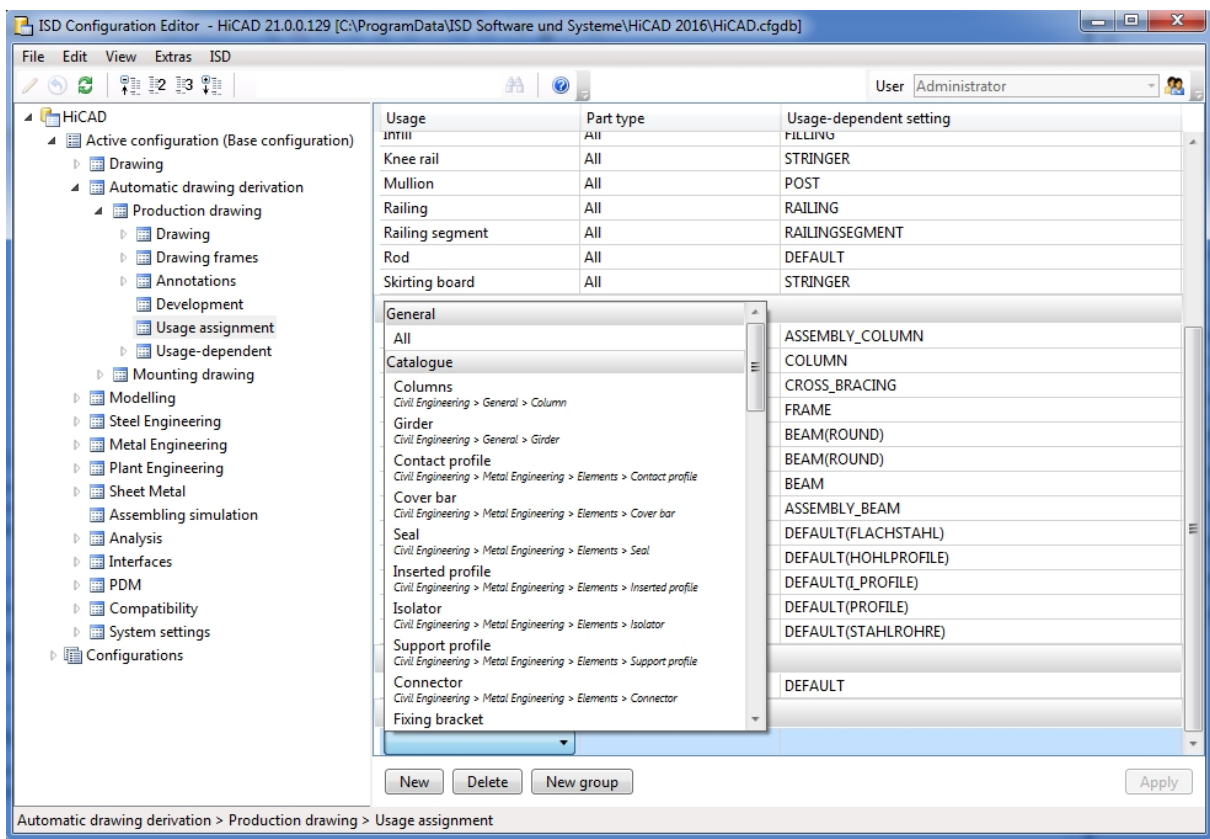 ISD Configuration Editor - HiCAD 21.0.0.129 [C:\ProgramData\ISD Software und Systeme\HiCAD 2016\HiCAD.cfgdb]
File Edit View Extras ISD
User Administrator
HiCAD
Active configuration (Base configuration)
Drawing
Automatic drawing derivation
Production drawing
Drawing
Drawing frames
Annotations
Development
Usage assignment
Usage-dependent
Mounting drawing
Modelling
Steel Engineering
Metal Engineering
Plant Engineering
Sheet Metal
Assembling simulation
Analysis
Interfaces
PDM
Compatibility
System settings
Configurations
Usage Part type Usage-dependent setting
Infill All FILLING
Knee rail All STRINGER
Mullion All POST
Railing All RAILING
Railing segment All RAILINGSEGMENT
Rod All DEFAULT
Skirting board All STRINGER
General
All
Catalogue
Columns
Civil Engineering > General > Column
Girder
Civil Engineering > General > Girder
Contact profile
Civil Engineering > Metal Engineering > Elements > Contact profile
Cover bar
Civil Engineering > Metal Engineering > Elements > Cover bar
Seal
Civil Engineering > Metal Engineering > Elements > Seal
Inserted profile
Civil Engineering > Metal Engineering > Elements > Inserted profile
Isolator
Civil Engineering > Metal Engineering > Elements > Isolator
Support profile
Civil Engineering > Metal Engineering > Elements > Support profile
Connector
Civil Engineering > Metal Engineering > Elements > Connector
Fixing bracket
ASSEMBLY_COLUMN
COLUMN
CROSS_BRACING
FRAME
BEAM(ROUND)
BEAM(ROUND)
BEAM
ASSEMBLY_BEAM
DEFAULT(FLACHSTAHL)
DEFAULT(HOHLPROFILE)
DEFAULT(I_PROFILE)
DEFAULT(PROFILE)
DEFAULT(STAHLROHRE)
DEFAULT
New Delete New group Apply
Automatic drawing derivation > Production drawing > Usage assignment